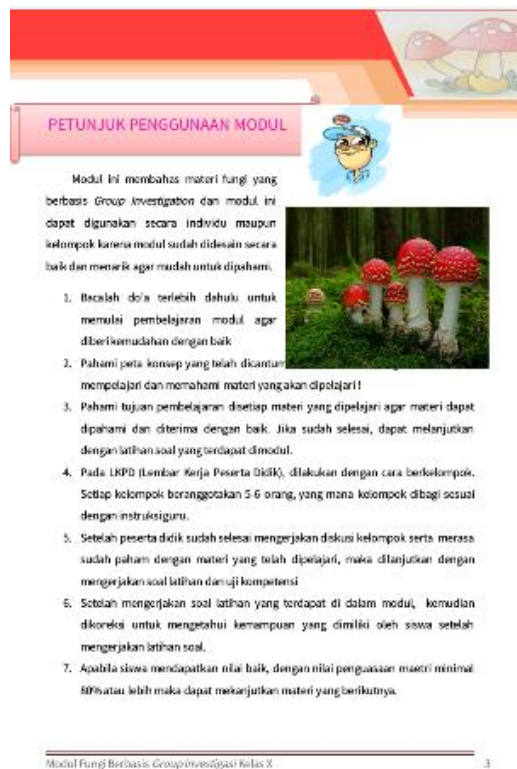 PETUNJUK PENGGUNAAN MODUL
Modul ini membahas materi fungi yang
berbasis Group Investigation dan modul ini
dapat digunakan secara individu maupun
kelompok karena modul sudah didesain secara
baik dan menarik agar mudah untuk dipahami.
1. Bacalah do'a terlebih dahulu untuk
memulai pembelajaran modul agar
diberi kemudahan dengan baik
2. Pahami peta konsep yang telah dicantum
mempelajari dan memahami materi yang akan dipelajari !
3. Pahami tujuan pembelajaran disetiap materi yang dipelajari agar materi dapat
dipahami dan diterima dengan baik. Jika sudah selesai, dapat melanjutkan
dengan latihan soal yang terdapat dimodul.
4. Pada LKPD (Lembar Kerja Peserta Didik), dilakukan dengan cara berkelompok.
Setiap kelompok beranggotakan 5-6 orang, yang mana kelompok dibagi sesuai
dengan instruksi guru.
5. Setelah peserta didik sudah selesai mengerjakan diskusi kelompok serta merasa
sudah paham dengan materi yang telah dipelajari, maka dilanjutkan dengan
mengerjakan soal latihan dan uji kompetensi
6. Setelah mengerjakan soal latihan yang terdapat di dalam modul, kemudian
dikoreksi untuk mengetahui kemampuan yang dimiliki oleh siswa setelah
mengerjakan latihan soal.
7. Apabila siswa mendapatkan nilai baik, dengan nilai penguasaan maetri minimal
80% atau lebih maka dapat mekanjutkan materi yang berikutnya.
Modul Fungi Berbasis Group Investigasi Kelas X 3